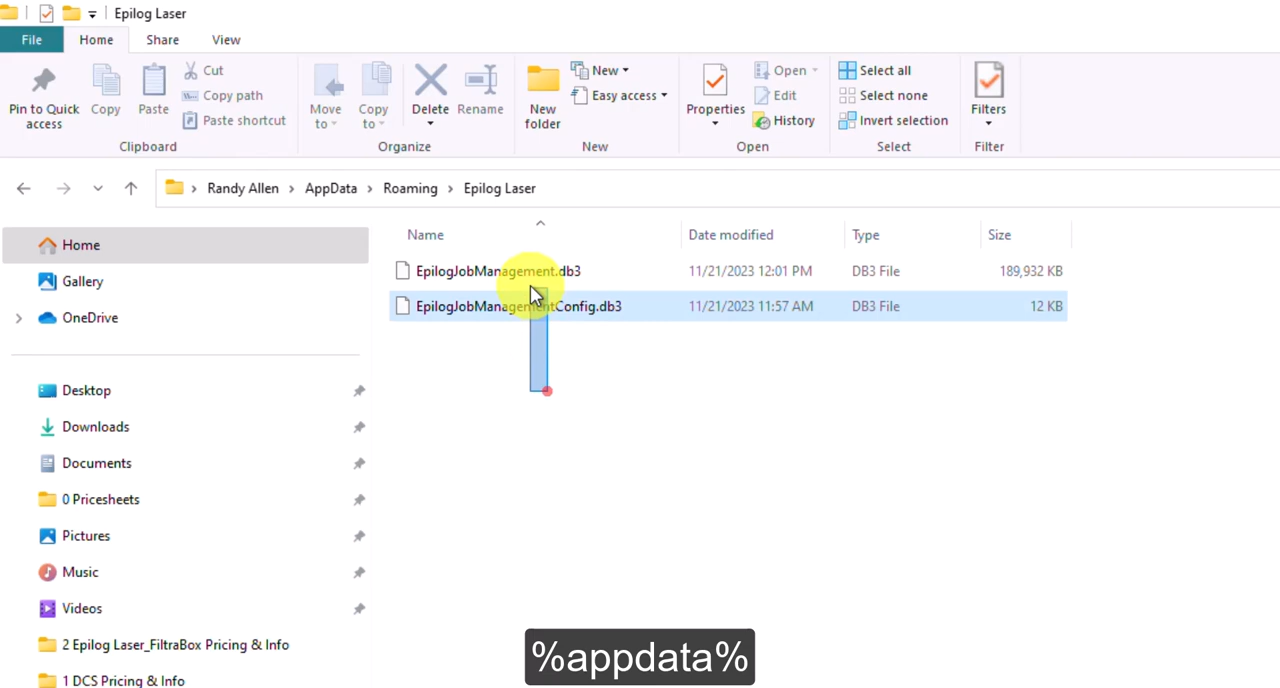 Epilog Laser
File Home Share View
Pin to Quick access
Copy
Paste
Cut
Copy path
Paste shortcut
Clipboard
Move to
Copy to
Delete
Rename
Organize
New folder
New
Easy access
New
Properties
Open
Edit
History
Open
Select all
Select none
Invert selection
Select
Filters
Filter
Randy Allen > AppData > Roaming > Epilog Laser
Name Date modified Type Size
EpilogJobManagement.db3 11/21/2023 12:01 PM DB3 File 189,932 KB
EpilogJobManagementConfig.db3 11/21/2023 11:57 AM DB3 File 12 KB
Home
Gallery
OneDrive
Desktop
Downloads
Documents
0 Pricesheets
Pictures
Music
Videos
2 Epilog Laser_FiltraBox Pricing & Info
1 DCS Pricing & Info
%appdata%